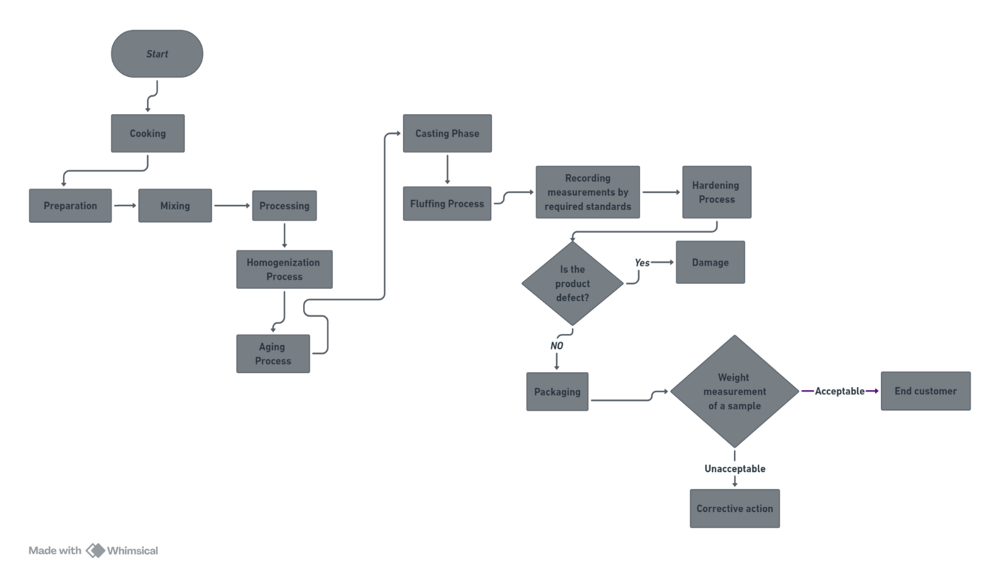 Start
Cooking
Preparation
Mixing
Processing
Homogenization
Process
Aging
Process
Casting Phase
Fluffing Process
Recording
measurements by
required standards
Hardening
Process
Is the
product
defect?
Yes
Damage
NO
Packaging
Weight
measurement
of a sample
Acceptable
End customer
Unacceptable
Corrective action
Made with Whimsical